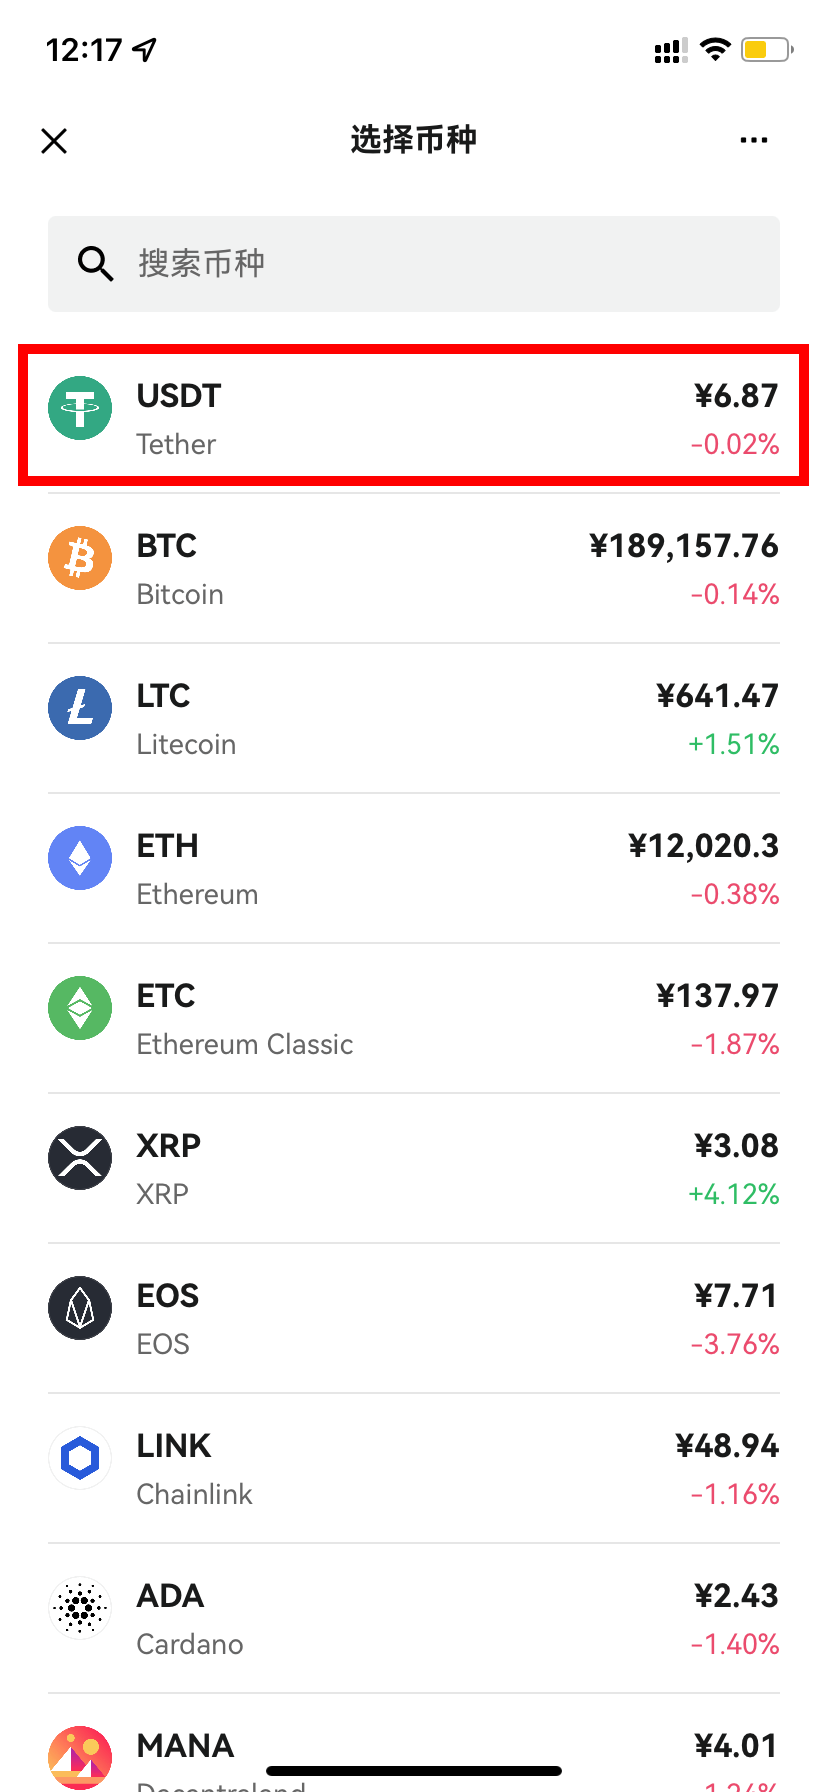 12:17
选择币种
搜索币种
USDT ¥6.87
Tether -0.02%
BTC ¥189,157.76
Bitcoin -0.14%
LTC ¥641.47
Litecoin +1.51%
ETH ¥12,020.3
Ethereum -0.38%
ETC ¥137.97
Ethereum Classic -1.87%
XRP ¥3.08
XRP +4.12%
EOS ¥7.71
EOS -3.76%
LINK ¥48.94
Chainlink -1.16%
ADA ¥2.43
Cardano -1.40%
MANA ¥4.01